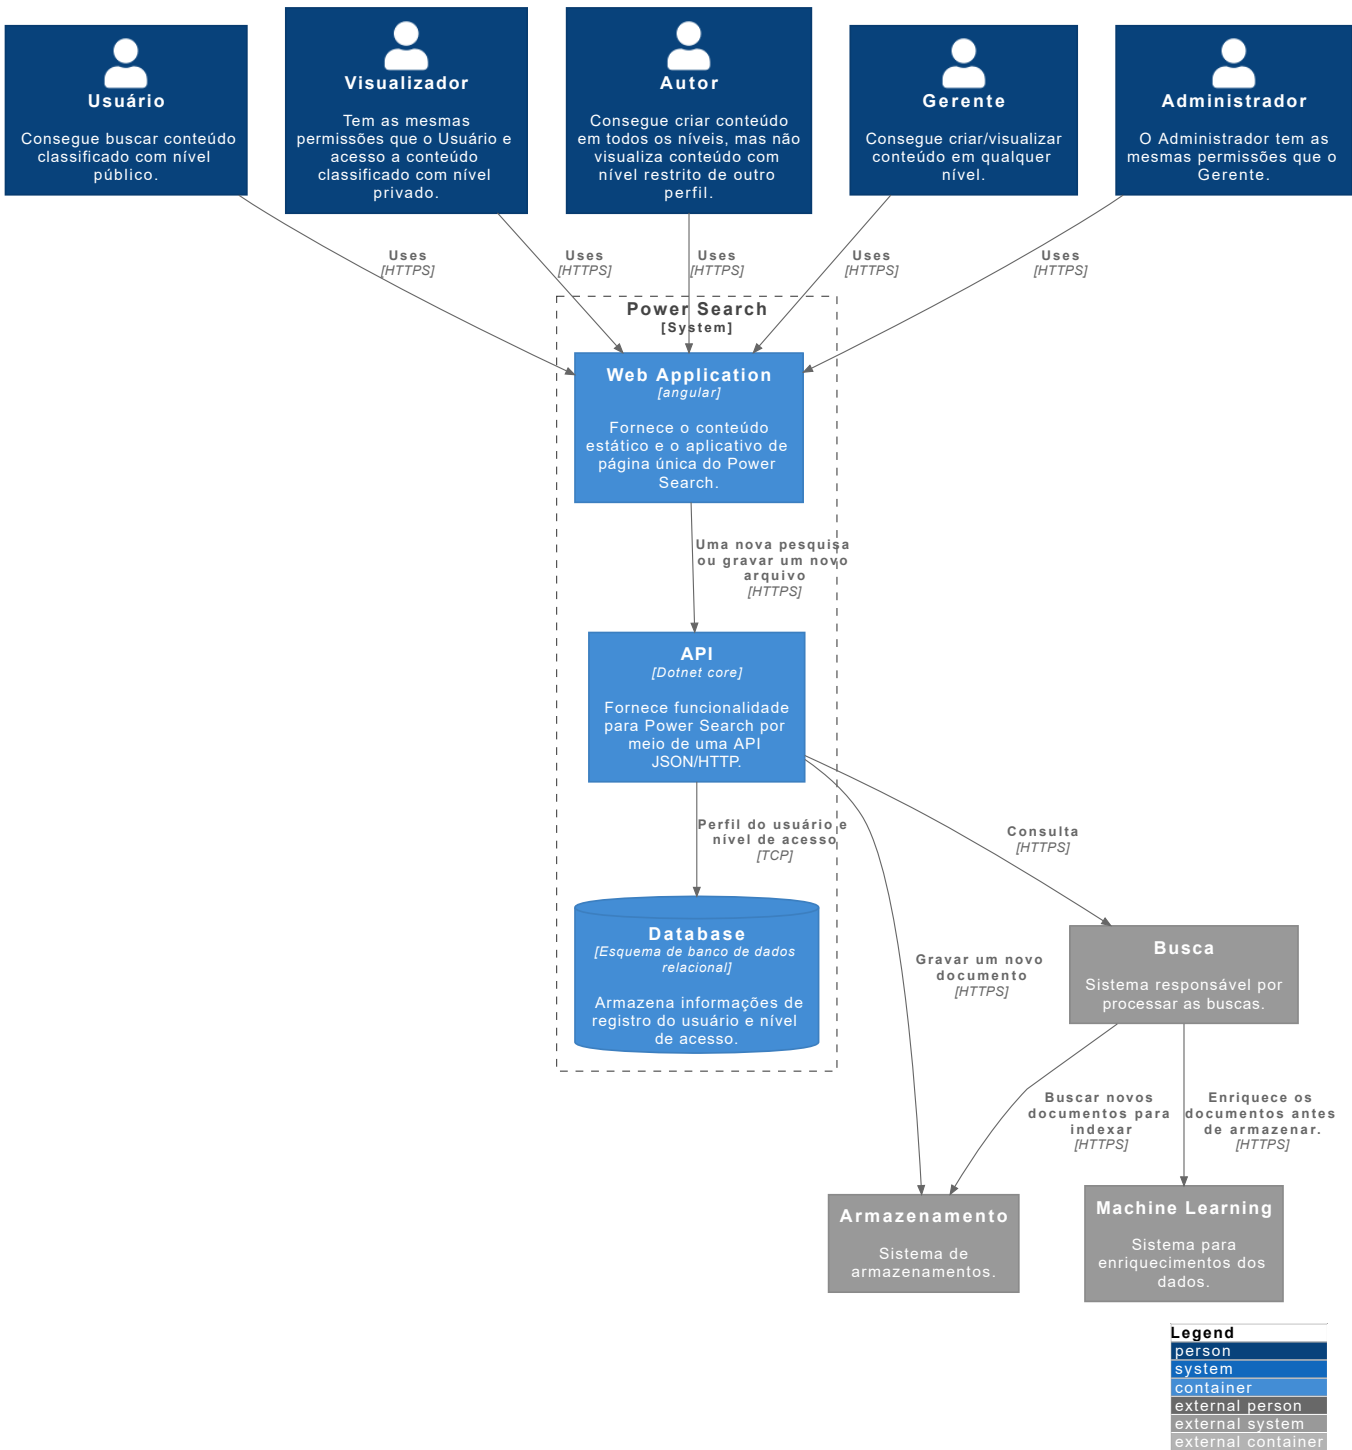 Usuário
Consegue buscar conteúdo
classificado com nível
público.
Visualizador
Tem as mesmas
permissões que o Usuário e
acesso a conteúdo
classificado com nível
privado.
Autor
Consegue criar conteúdo
em todos os níveis, mas não
visualiza conteúdo com
nível restrito de outro
perfil.
Gerente
Consegue criar/visualizar
conteúdo em qualquer
nível.
Administrador
O Administrador tem as
mesmas permissões que o
Gerente.
Uses
[HTTPS]
Uses
[HTTPS]
Uses
[HTTPS]
Uses
[HTTPS]
Uses
[HTTPS]
Power Search
[System]
Web Application
[angular]
Fornece o conteúdo
estático e o aplicativo de
página única do Power
Search.
Uma nova pesquisa
ou gravar um novo
arquivo
[HTTPS]
API
[Dotnet core]
Fornece funcionalidade
para Power Search por
meio de uma API
JSON/HTTP.
Perfil do usuário e
nível de acesso
[TCP]
Consulta
[HTTPS]
Database
[Esquema de banco de dados
relacional]
Armazena informações de
registro do usuário e nível
de acesso.
Gravar um novo
documento
[HTTPS]
Busca
Sistema responsável por
processar as buscas.
Buscar novos
documentos para
indexar
[HTTPS]
Enriquece os
documentos antes
de armazenar.
[HTTPS]
Armazenamento
Sistema de
armazenamentos.
Machine Learning
Sistema para
enriquecimentos dos
dados.
Legend
person
system
container
external person
external system
external container